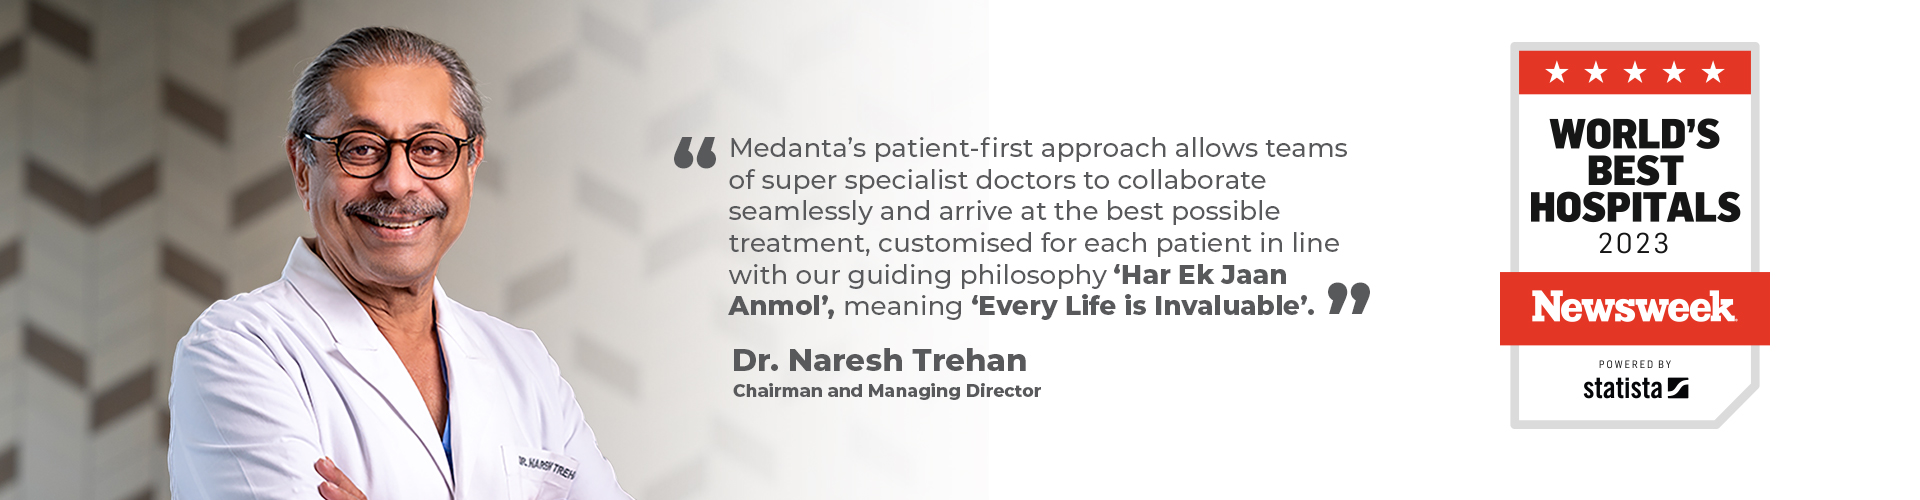 “ Medanta’s patient-first approach allows teams
of super specialist doctors to collaborate
seamlessly and arrive at the best possible
treatment, customised for each patient in line
with our guiding philosophy ‘Har Ek Jaan
Anmol’, meaning ‘Every Life is Invaluable’. ”
Dr. Naresh Trehan
Chairman and Managing Director
WORLD’S
BEST
HOSPITALS
2023
Newsweek
POWERED BY
statista